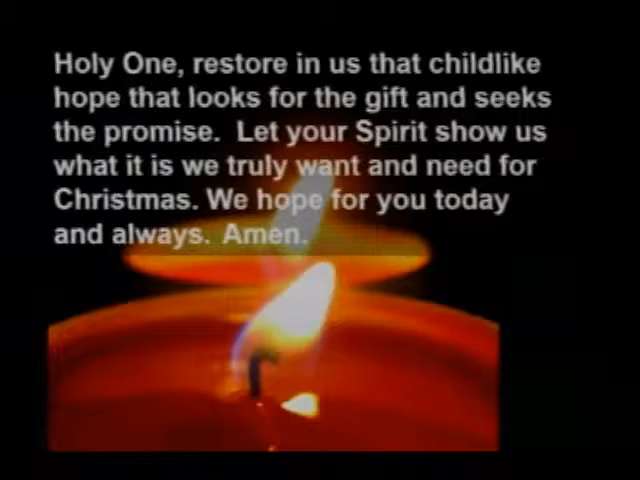 Holy One, restore in us that childlike
hope that looks for the gift and seeks
the promise.  Let your Spirit show us
what it is we truly want and need for
Christmas. We hope for you today
and always.  Amen.